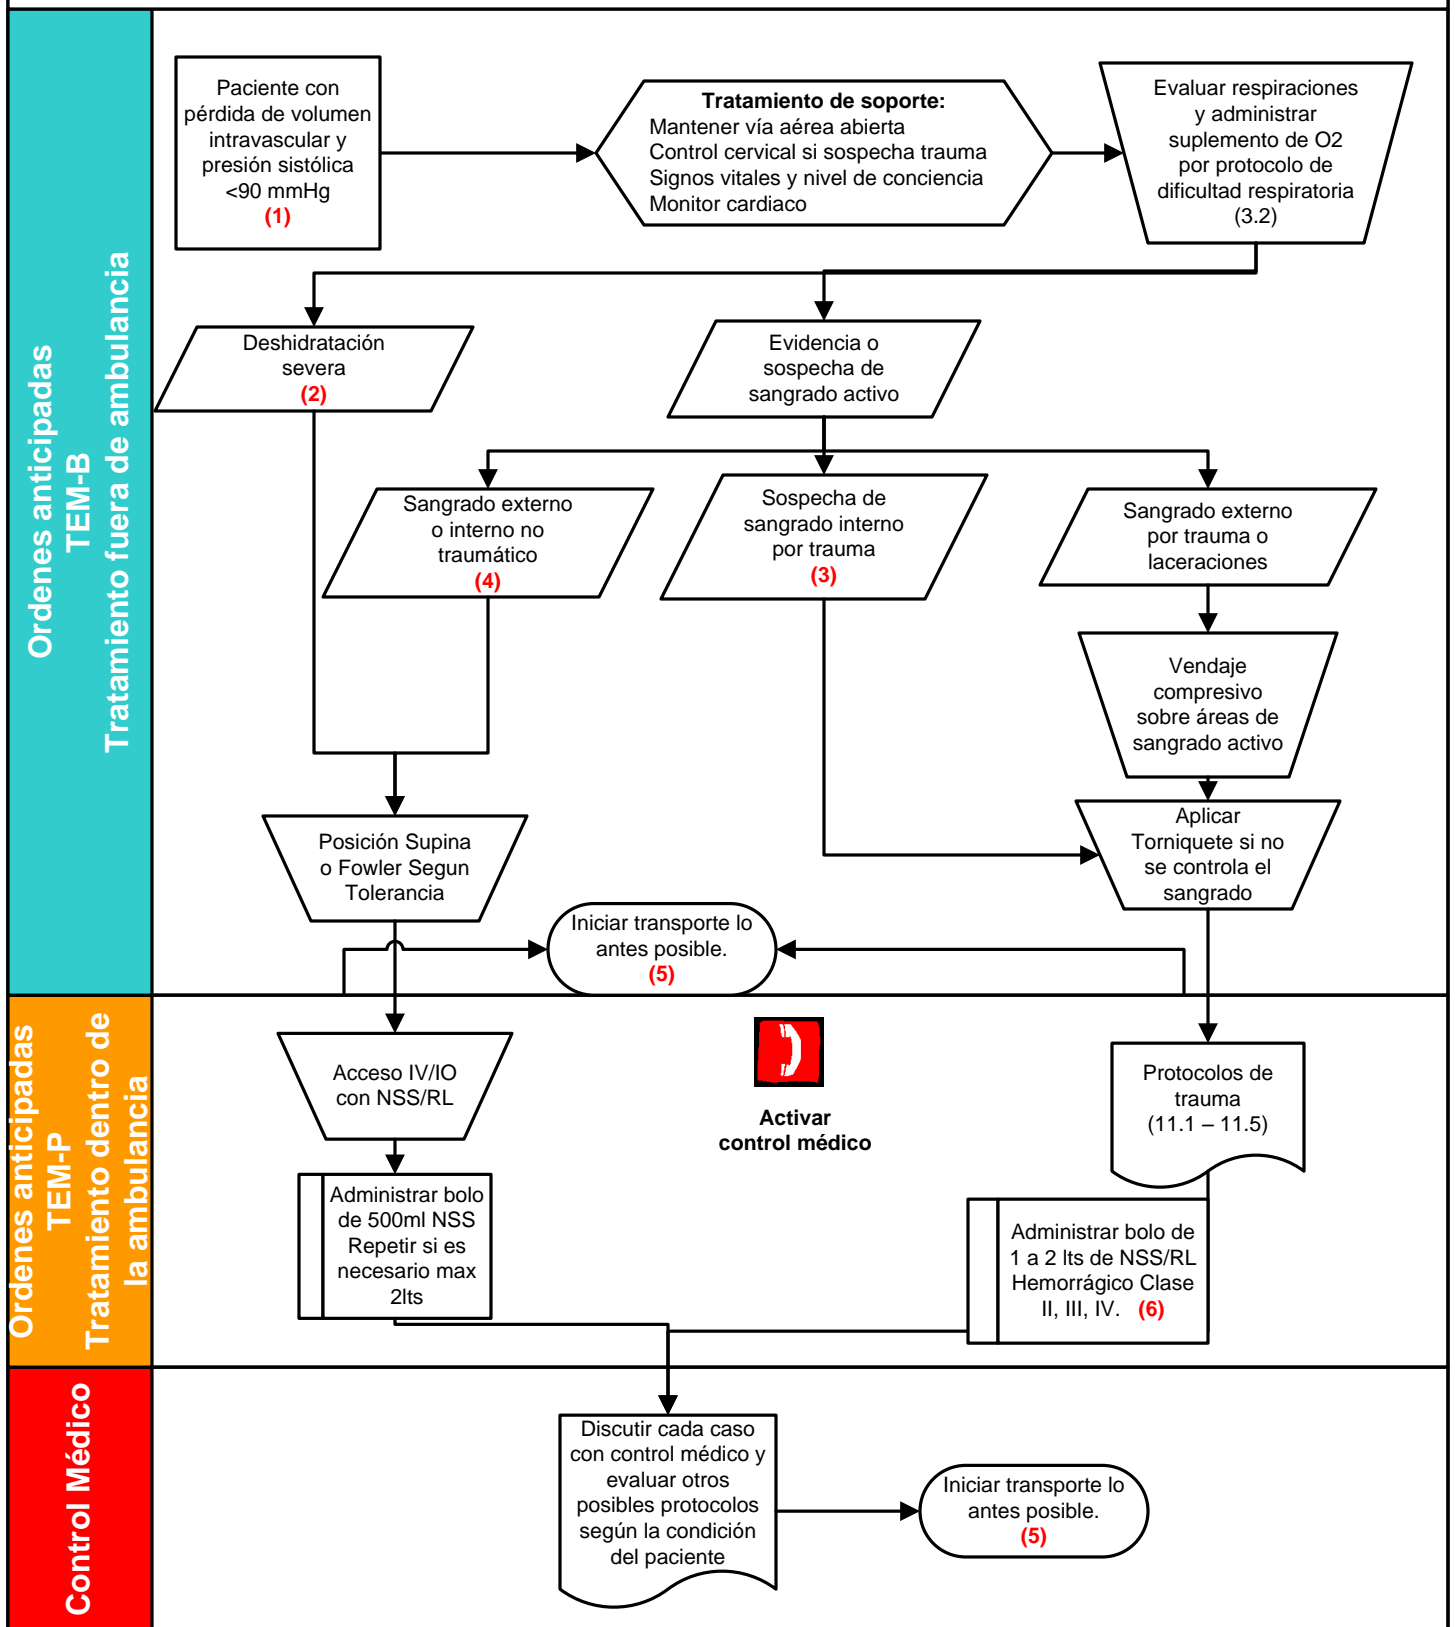 Ordenes anticipadas
TEM-B
Tratamiento fuera de ambulancia
Paciente con
pérdida de volumen
intravascular y
presión sistólica
<90 mmHg
(1)
Tratamiento de soporte:
Mantener vía aérea abierta
Control cervical si sospecha trauma
Signos vitales y nivel de conciencia
Monitor cardiaco
Evaluar respiraciones
y administrar
suplemento de O2
por protocolo de
dificultad respiratoria
(3.2)
Deshidratación
severa
(2)
Evidencia o
sospecha de
sangrado activo
Sangrado externo
o interno no
traumático
(4)
Sospecha de
sangrado interno
por trauma
(3)
Sangrado externo
por trauma o
laceraciones
Vendaje
compresivo
sobre áreas de
sangrado activo
Posición Supina
o Fowler Segun
Tolerancia
Aplicar
Torniquete si no
se controla el
sangrado
Iniciar transporte lo
antes posible.
(5)
Ordenes anticipadas
TEM-P
Tratamiento dentro de
la ambulancia
Acceso IV/IO
con NSS/RL
Activar
control médico
Protocolos de
trauma
(11.1 – 11.5)
Administrar bolo
de 500ml NSS
Repetir si es
necesario max
2lts
Administrar bolo de
1 a 2 lts de NSS/RL
Hemorrágico Clase
II, III, IV. (6)
Control Médico
Discutir cada caso
con control médico y
evaluar otros
posibles protocolos
según la condición
del paciente
Iniciar transporte lo
antes posible.
(5)